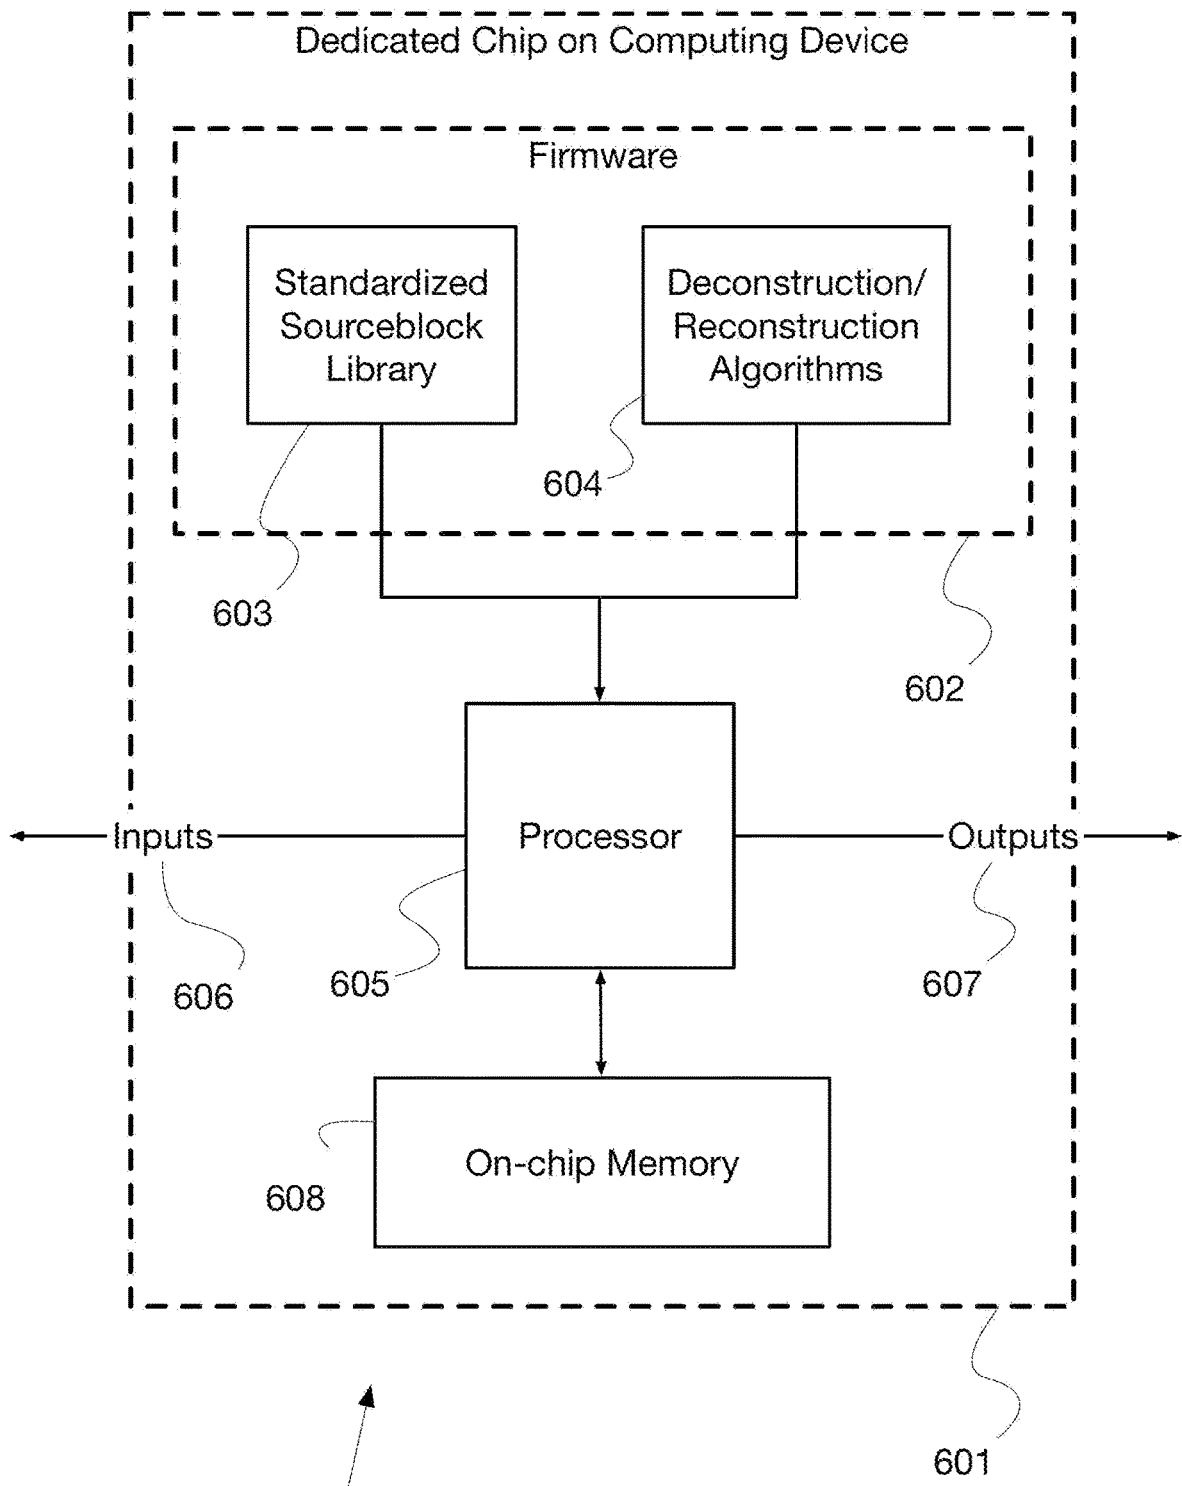 Dedicated Chip on Computing Device
Firmware
Standardized
Sourceblock
Library
Deconstruction/
Reconstruction
Algorithms
604
603
602
Inputs
Processor
Outputs
606
605
607
On-chip Memory
608
601